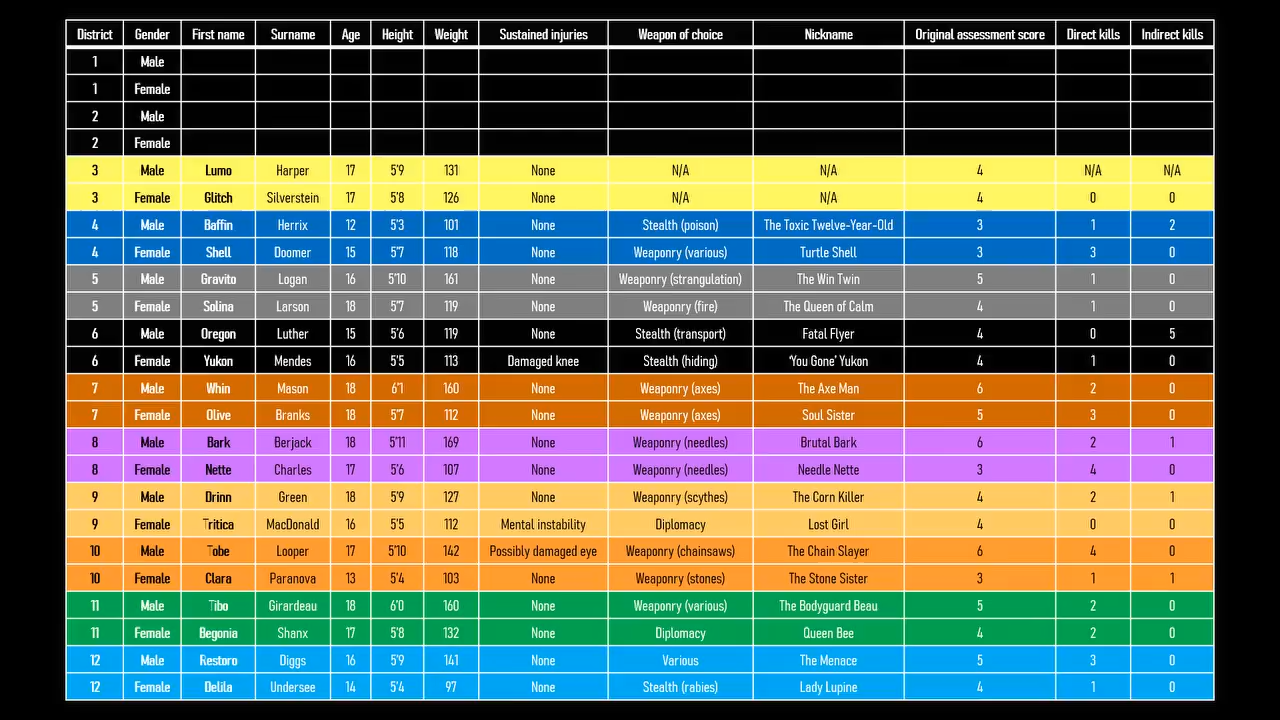 District Gender First name Surname Age Height Weight Sustained injuries Weapon of choice Nickname Original assessment score Direct kills Indirect kills
1 Male
1 Female
2 Male
2 Female
3 Male Lumo Harper 17 5'9 131 None N/A N/A 4 N/A N/A
3 Female Glitch Silverstein 17 5'8 126 None N/A N/A 4 0 0
4 Male Baffin Herrix 12 5'3 101 None Stealth (poison) The Toxic Twelve-Year-Old 3 1 2
4 Female Shell Doomer 15 5'7 118 None Weaponry (various) Turtle Shell 3 3 0
5 Male Gravito Logan 16 5'10 161 None Weaponry (strangulation) The Win Twin 5 1 0
5 Female Solina Larson 18 5'7 119 None Weaponry (fire) The Queen of Calm 4 1 0
6 Male Oregon Luther 15 5'6 119 None Stealth (transport) Fatal Flyer 4 0 5
6 Female Yukon Mendes 16 5'5 113 Damaged knee Stealth (hiding) 'You Gone' Yukon 4 1 0
7 Male Whin Mason 18 6'1 160 None Weaponry (axes) The Axe Man 6 2 0
7 Female Olive Branks 18 5'7 112 None Weaponry (axes) Soul Sister 5 3 0
8 Male Bark Berjack 18 5'11 169 None Weaponry (needles) Brutal Bark 6 2 1
8 Female Nette Charles 17 5'6 107 None Weaponry (needles) Needle Nette 3 4 0
9 Male Drinn Green 18 5'9 127 None Weaponry (scythes) The Corn Killer 4 2 1
9 Female Tritica MacDonald 16 5'5 112 Mental instability Diplomacy Lost Girl 4 0 0
10 Male Tobe Looper 17 5'10 142 Possibly damaged eye Weaponry (chainsaws) The Chain Slayer 6 4 0
10 Female Clara Paranova 13 5'4 103 None Weaponry (stones) The Stone Sister 3 1 1
11 Male Tibo Girardeau 18 6'0 160 None Weaponry (various) The Bodyguard Beau 5 2 0
11 Female Begonia Shanx 17 5'8 132 None Diplomacy Queen Bee 4 2 0
12 Male Restoro Diggs 16 5'9 141 None Various The Menace 5 3 0
12 Female Delila Undersee 14 5'4 97 None Stealth (rabies) Lady Lupine 4 1 0